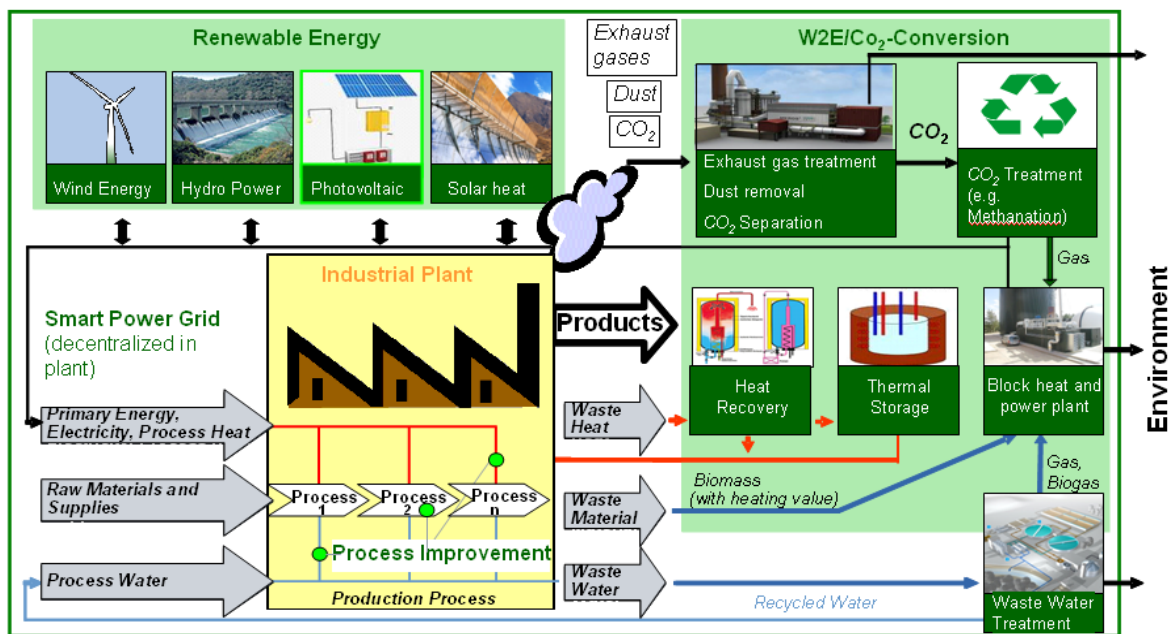 Renewable Energy
Wind Energy
Hydro Power
Photovoltaic
Solar heat
Exhaust
gases
Dust
CO2
W2E/Co2-Conversion
Exhaust gas treatment
Dust removal
CO2 Separation
CO2
CO2 Treatment
(e.g.
Methanation)
Gas
Smart Power Grid
(decentralized in
plant)
Industrial Plant
Products
Heat
Recovery
Thermal
Storage
Block heat and
power plant
Environment
Primary Energy,
Electricity, Process Heat
Waste
Heat
Raw Materials and
Supplies
Process
1
Process
2
Process
n
Waste
Material
Biomass
(with heating value)
Gas,
Biogas
Process Improvement
Process Water
Production Process
Waste
Water
Recycled Water
Waste Water
Treatment